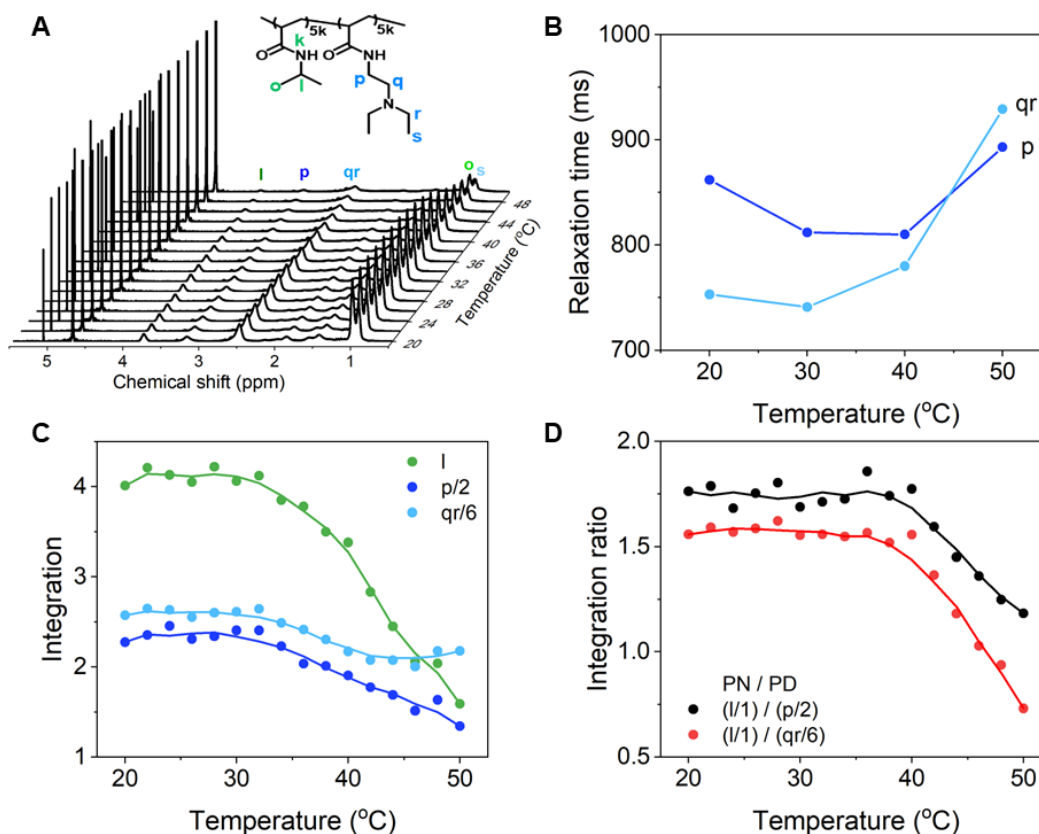 A
5k
5k
O
NH
k
O
NH
o
l
p
q
N
r
s
l
p
qr
o
s
5
4
3
2
1
Chemical shift (ppm)
20
24
28
32
36
40
44
48
Temperature (°C)
B
1000
900
800
700
Relaxation time (ms)
qr
p
20
30
40
50
Temperature (°C)
C
4
3
2
1
Integration
l
p/2
qr/6
20
30
40
50
Temperature (°C)
D
2.0
1.5
1.0
0.5
Integration ratio
PN / PD
(l/1) / (p/2)
(l/1) / (qr/6)
20
25
30
35
40
45
50
Temperature (°C)